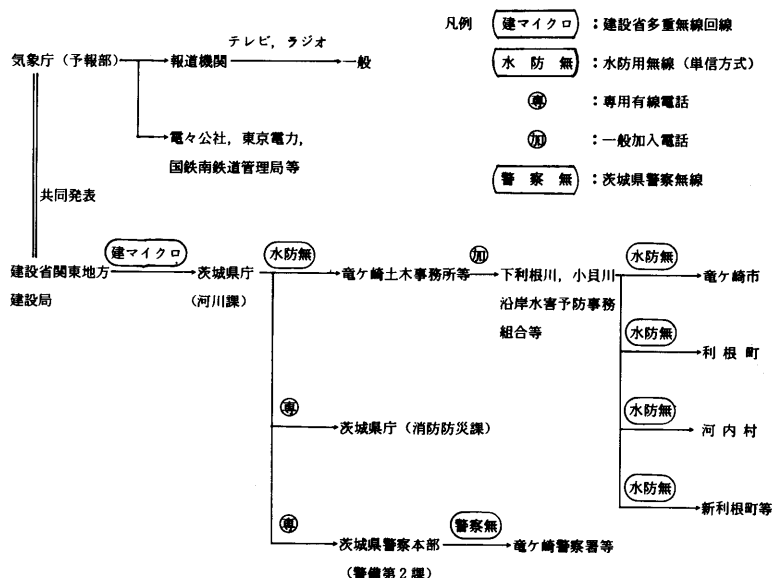 凡例 建マイクロ :建設省多重無線回線
水防無 :水防用無線(単信方式)
専 :専用有線電話
加 :一般加入電話
警察無 :茨城県警察無線
テレビ,ラジオ
気象庁(予報部) 報道機関 一般
電々公社,東京電力,
国鉄南鉄道管理局等
共同発表
建マイクロ 水防無 加 水防無
建設省関東地方 茨城県庁 竜ケ崎土木事務所等 下利根川,小貝川 竜ケ崎市
建設局 (河川課) 沿岸水害予防事務
組合等
水防無
利根町
専 水防無
茨城県庁(消防防災課) 河内村
水防無
新利根町等
専 警察無
茨城県警察本部 竜ケ崎警察署等
(警備第2課)